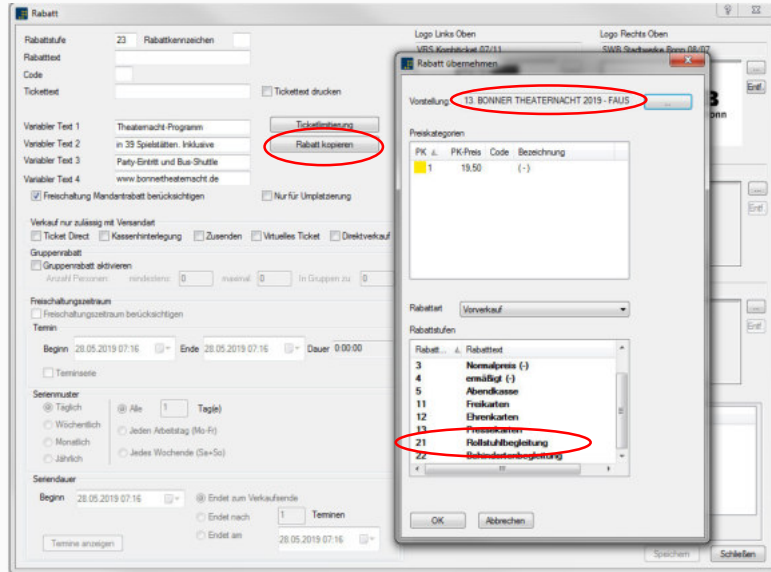 Rabatt
Rabattstufe 23 Rabattkennzeichen
Rabatttext
Code
Tickettext
Tickettext drucken
Variabler Text 1 Theaternacht-Programm
Ticketlimitierung
Variabler Text 2 in 39 Spielstätten. Inklusive
Rabatt kopieren
Variabler Text 3 Party-Eintritt und Bus-Shuttle
Variabler Text 4 www.bonnertheaternacht.de
Freischaltung Mandantrabatt berücksichtigen
Nur für Umplatzierung
Verkauf nur zulässig mit Versandart
Ticket Direct Kassenhinterlegung Zusenden Virtuelles Ticket Direktverkauf
Gruppenrabatt
Gruppenrabatt aktivieren
Anzahl Personen: mindestens: 0 maximal: 0 In Gruppen zu: 0
Freischaltungszeitraum
Freischaltungszeitraum berücksichtigen
Termin
Beginn 28.05.2019 07:16 Ende 28.05.2019 07:16 Dauer 0:00:00
Terminserie
Serienmuster
Täglich
Wöchentlich
Monatlich
Jährlich
Alle 1 Tag(e)
Jeden Arbeitstag (Mo-Fr)
Jedes Wochende (Sa+So)
Seriendauer
Beginn 28.05.2019 07:16
Endet zum Verkaufsende
Endet nach 1 Terminen
Endet am 28.05.2019 07:16
Termine anzeigen
Logo Links Oben
VRS Kombiticket 07/11
Logo Rechts Oben
SWB Stadtwerke Bonn 08/07
...
Entf.
...
Entf.
...
Entf.
Speichern
Schließen
Rabatt übernehmen
Vorstellung: 13. BONNER THEATERNACHT 2019 - FAUS
...
Preiskategorien
PK PK-Preis Code Bezeichnung
1 19,50 (-)
Rabattart Vorverkauf
Rabattstufen
Rabatt... Rabatttext
3 Normalpreis (-)
4 ermäßigt (-)
5 Abendkasse
11 Freikarten
12 Ehrenkarten
13 Pressekarten
21 Rollstuhlbegleitung
22 Behindertenbegleitung
OK
Abbrechen